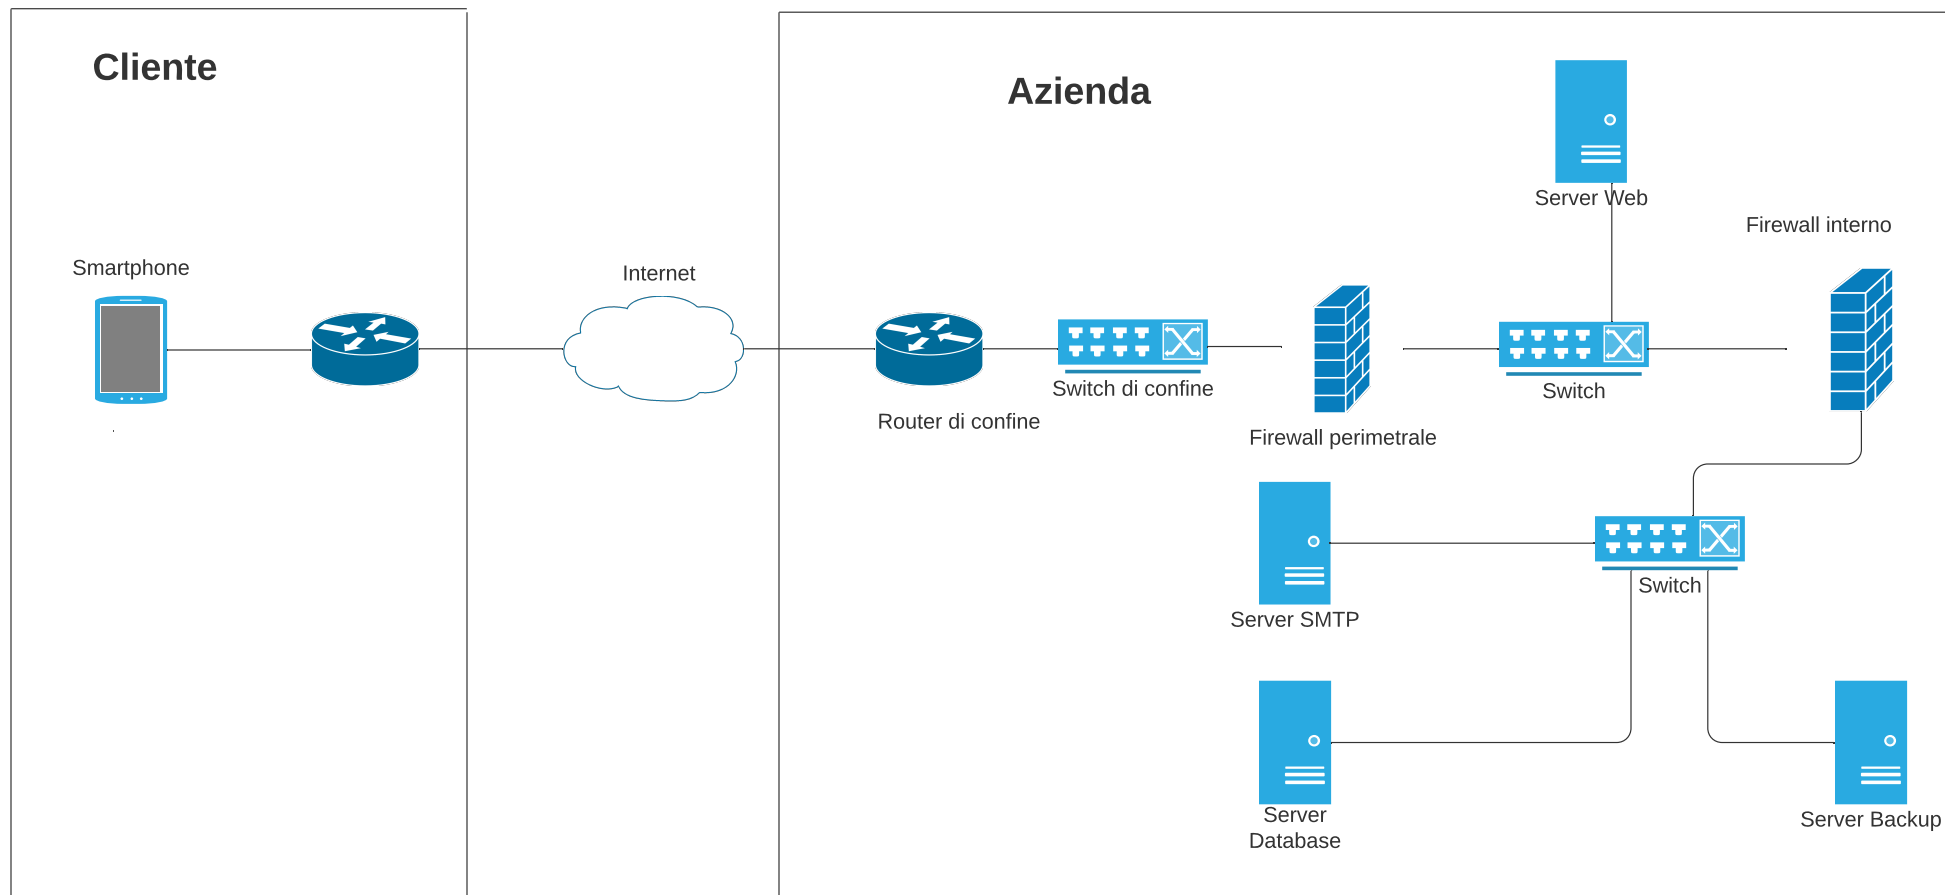 Cliente
Azienda
Server Web
Firewall interno
Smartphone
Internet
Switch di confine
Switch
Router di confine
Firewall perimetrale
Switch
Server SMTP
Server
Database
Server Backup